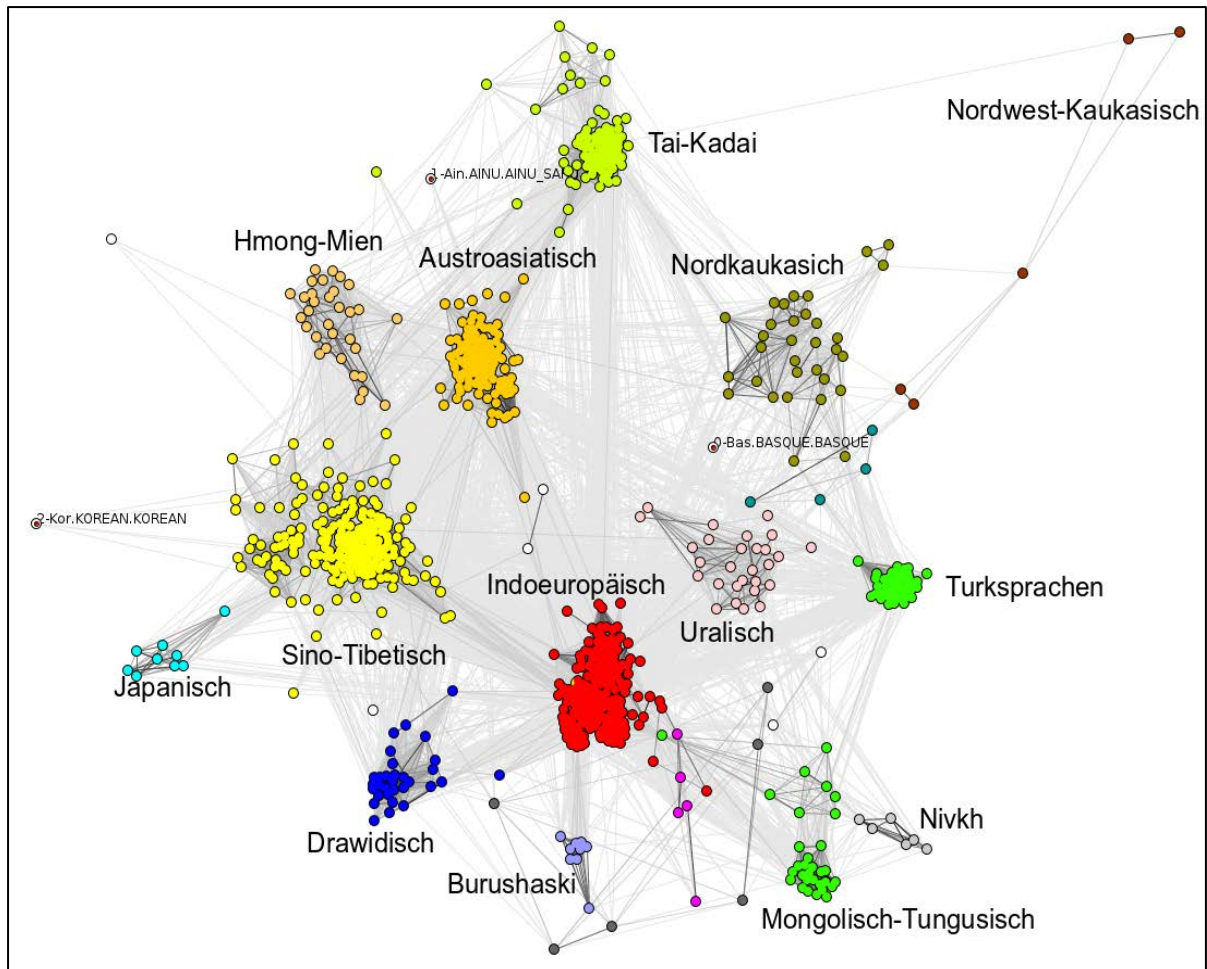 Nordwest-Kaukasisch
Tai-Kadai
1-Ain.AINU.AINU_SA
Hmong-Mien
Austroasiatisch
Nordkaukasich
0-Bas.BASQUE.BASQUE
2-Kor.KOREAN.KOREAN
Indoeuropäisch
Turksprachen
Uralisch
Sino-Tibetisch
Japanisch
Nivkh
Drawidisch
Burushaski
Mongolisch-Tungusisch